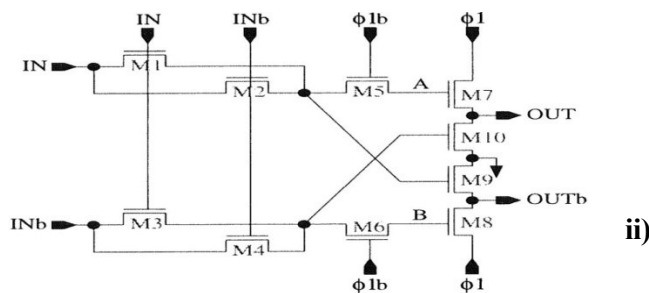 IN INb ϕ1b ϕ1
IN M1
M2 M5 A M7
OUT
M10
M9
OUTb
INb M3 M6 B M8
M4
ii)
ϕ1b ϕ1